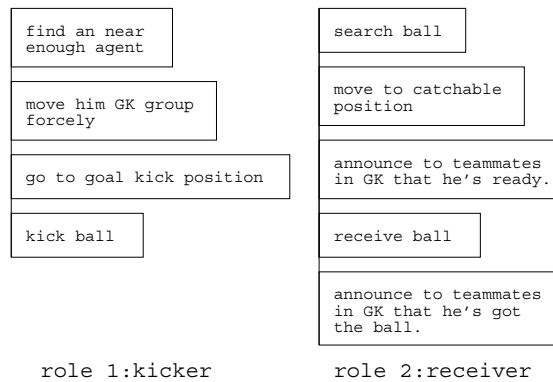 find an near
enough agent
move him GK group
forcely
go to goal kick position
kick ball
role 1:kicker
search ball
move to catchable
position
announce to teammates
in GK that he's ready.
receive ball
announce to teammates
in GK that he's got
the ball.
role 2:receiver